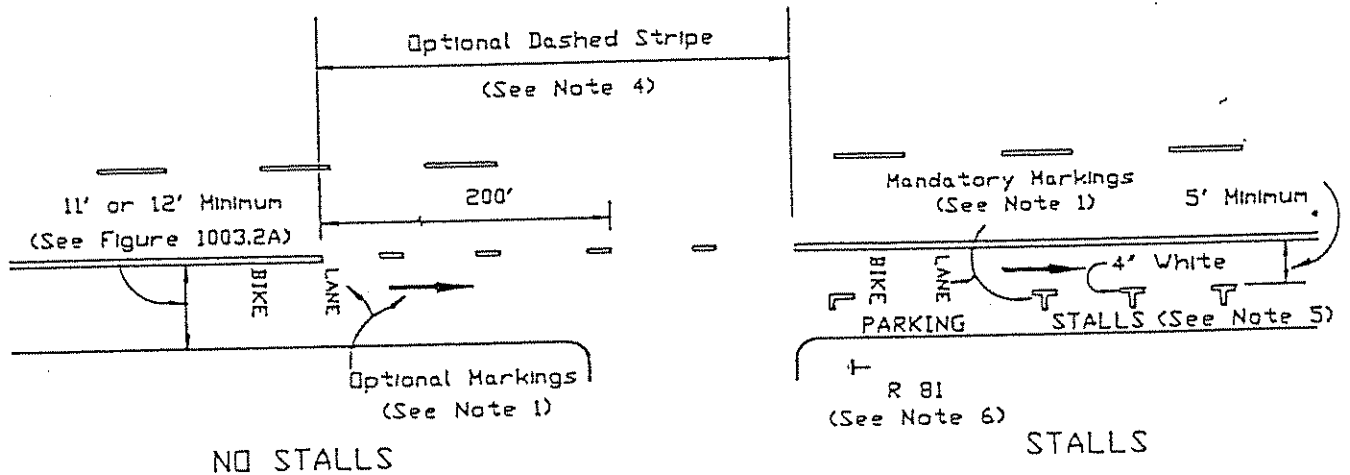 Optional Dashed Stripe
(See Note 4)
11' or 12' Minimum
(See Figure 1003.2A)
200'
Mandatory Markings
(See Note 1)
5' Minimum
BIKE
LANE
BIKE
LANE
4" White
PARKING
STALLS (See Note 5)
Optional Markings
(See Note 1)
R 81
(See Note 6)
NO STALLS
STALLS